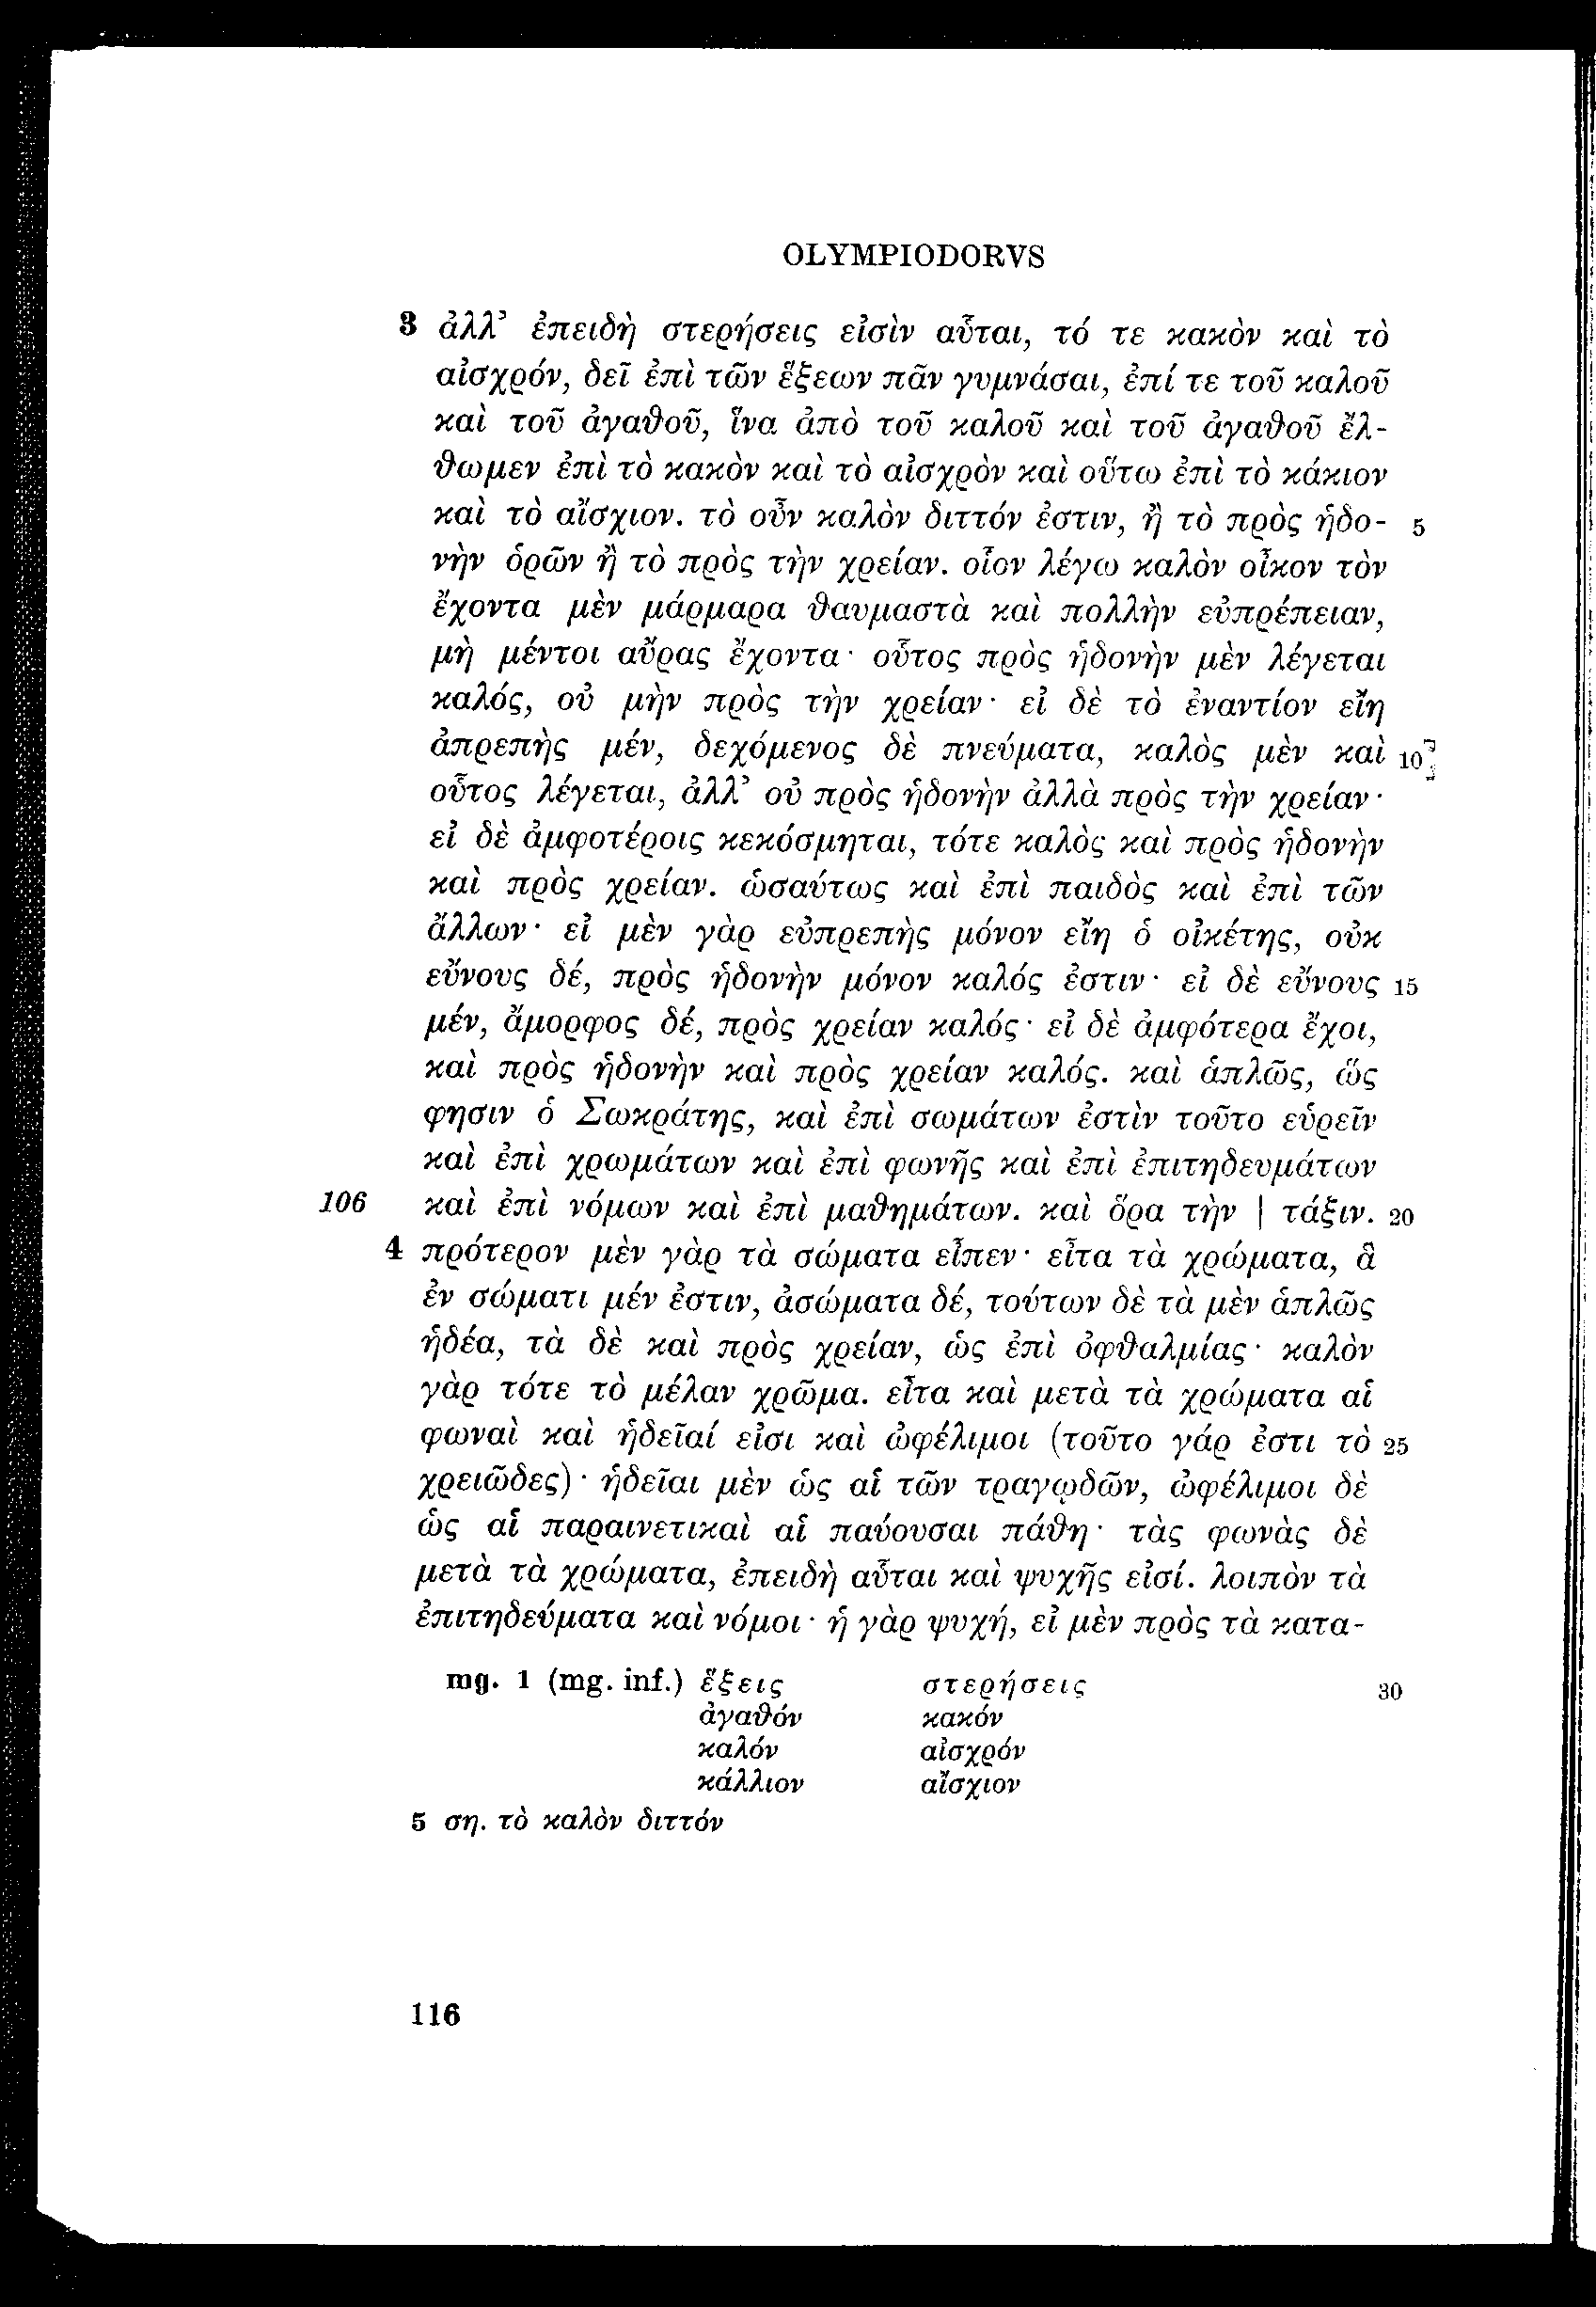 OLYMPIODORVS
3 ἀλλ’ ἐπειδὴ στερήσεις εἰσὶν αὗται, τό τε κακὸν καὶ τὸ
αἰσχρόν, δεῖ ἐπὶ τῶν ἕξεων πᾶν γυμνάσαι, ἐπί τε τοῦ καλοῦ
καὶ τοῦ ἀγαθοῦ, ἵνα ἀπὸ τοῦ καλοῦ καὶ τοῦ ἀγαθοῦ ἔλ-
θωμεν ἐπὶ τὸ κακὸν καὶ τὸ αἰσχρὸν καὶ οὕτω ἐπὶ τὸ κάκιον
καὶ τὸ αἴσχιον. τὸ οὖν καλὸν διττόν ἐστιν, ἢ τὸ πρὸς ἡδο- 5
νὴν ὁρῶν ἢ τὸ πρὸς τὴν χρείαν. οἷον λέγω καλὸν οἶκον τὸν
ἔχοντα μὲν μάρμαρα θαυμαστὰ καὶ πολλὴν εὐπρέπειαν,
μὴ μέντοι αὔρας ἔχοντα· οὗτος πρὸς ἡδονὴν μὲν λέγεται
καλός, οὐ μὴν πρὸς τὴν χρείαν· εἰ δὲ τὸ ἐναντίον εἴη
ἀπρεπὴς μέν, δεχόμενος δὲ πνεύματα, καλὸς μὲν καὶ 10
οὗτος λέγεται, ἀλλ’ οὐ πρὸς ἡδονὴν ἀλλὰ πρὸς τὴν χρείαν·
εἰ δὲ ἀμφοτέροις κεκόσμηται, τότε καλὸς καὶ πρὸς ἡδονὴν
καὶ πρὸς χρείαν. ὡσαύτως καὶ ἐπὶ παιδὸς καὶ ἐπὶ τῶν
ἄλλων· εἰ μὲν γὰρ εὐπρεπὴς μόνον εἴη ὁ οἰκέτης, οὐκ
εὔνους δέ, πρὸς ἡδονὴν μόνον καλός ἐστιν· εἰ δὲ εὔνους 15
μέν, ἄμορφος δέ, πρὸς χρείαν καλός· εἰ δὲ ἀμφότερα ἔχοι,
καὶ πρὸς ἡδονὴν καὶ πρὸς χρείαν καλός. καὶ ἁπλῶς, ὥς
φησιν ὁ Σωκράτης, καὶ ἐπὶ σωμάτων ἐστὶν τοῦτο εὑρεῖν
καὶ ἐπὶ χρωμάτων καὶ ἐπὶ φωνῆς καὶ ἐπὶ ἐπιτηδευμάτων
106 καὶ ἐπὶ νόμων καὶ ἐπὶ μαθημάτων. καὶ ὅρα τὴν | τάξιν. 20
4 πρότερον μὲν γὰρ τὰ σώματα εἶπεν· εἶτα τὰ χρώματα, ἃ
ἐν σώματι μέν ἐστιν, ἀσώματα δέ, τούτων δὲ τὰ μὲν ἁπλῶς
ἡδέα, τὰ δὲ καὶ πρὸς χρείαν, ὡς ἐπὶ ὀφθαλμίας· καλὸν
γὰρ τότε τὸ μέλαν χρῶμα. εἶτα καὶ μετὰ τὰ χρώματα αἱ
φωναὶ καὶ ἡδεῖαί εἰσι καὶ ὠφέλιμοι (τοῦτο γάρ ἐστι τὸ 25
χρειῶδες)· ἡδεῖαι μὲν ὡς αἱ τῶν τραγῳδῶν, ὠφέλιμοι δὲ
ὡς αἱ παραινετικαὶ αἱ παύουσαι πάθη· τὰς φωνὰς δὲ
μετὰ τὰ χρώματα, ἐπειδὴ αὗται καὶ ψυχῆς εἰσί. λοιπὸν τὰ
ἐπιτηδεύματα καὶ νόμοι· ἡ γὰρ ψυχή, εἰ μὲν πρὸς τὰ κατα-
mg. 1 (mg. inf.) ἕξεις στερήσεις 30
ἀγαθόν κακόν
καλόν αἰσχρόν
κάλλιον αἴσχιον
5 ση. τὸ καλὸν διττόν
116